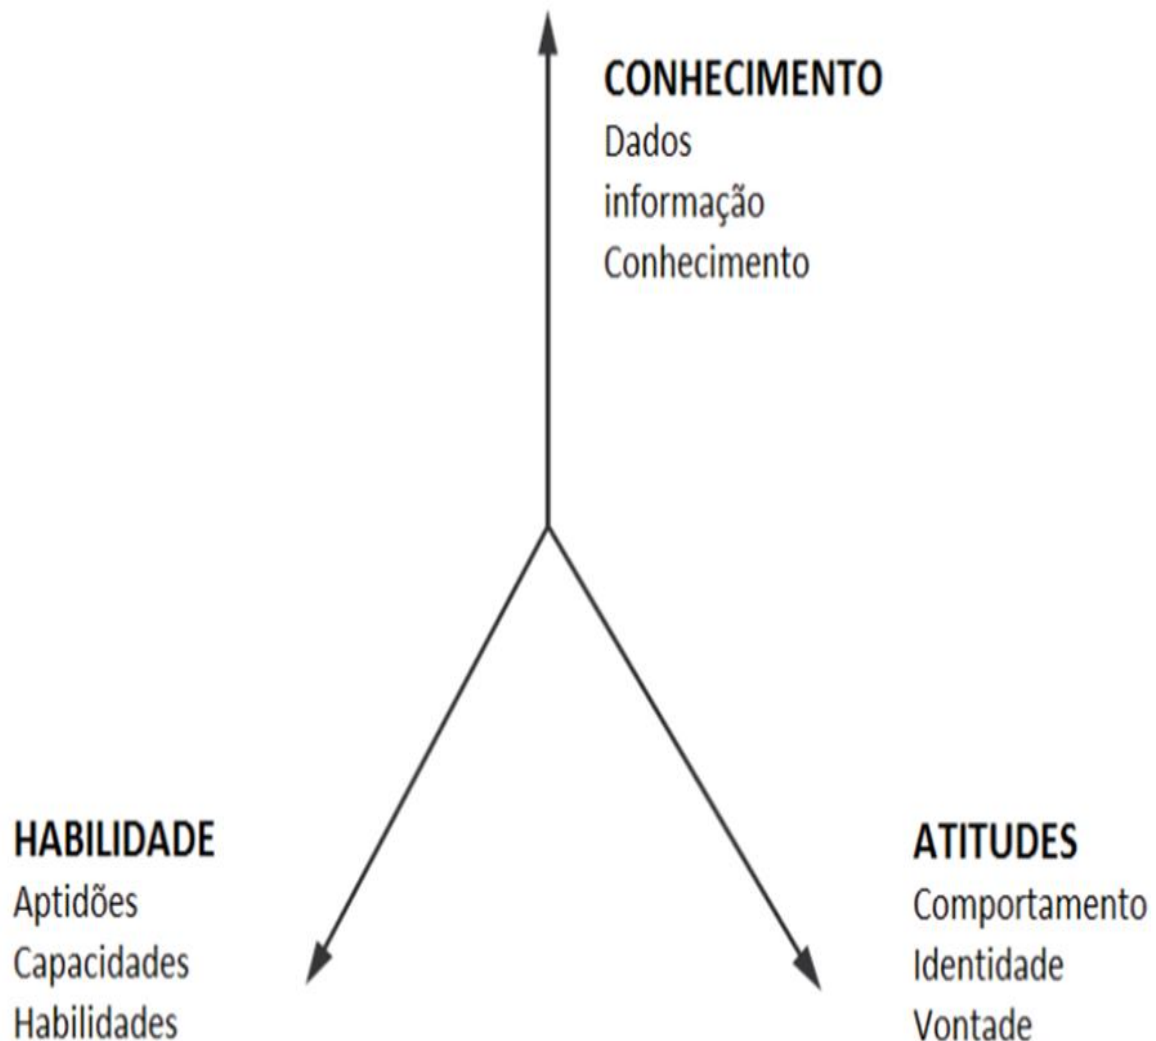 CONHECIMENTO
Dados
informação
Conhecimento
HABILIDADE
Aptidões
Capacidades
Habilidades
ATITUDES
Comportamento
Identidade
Vontade